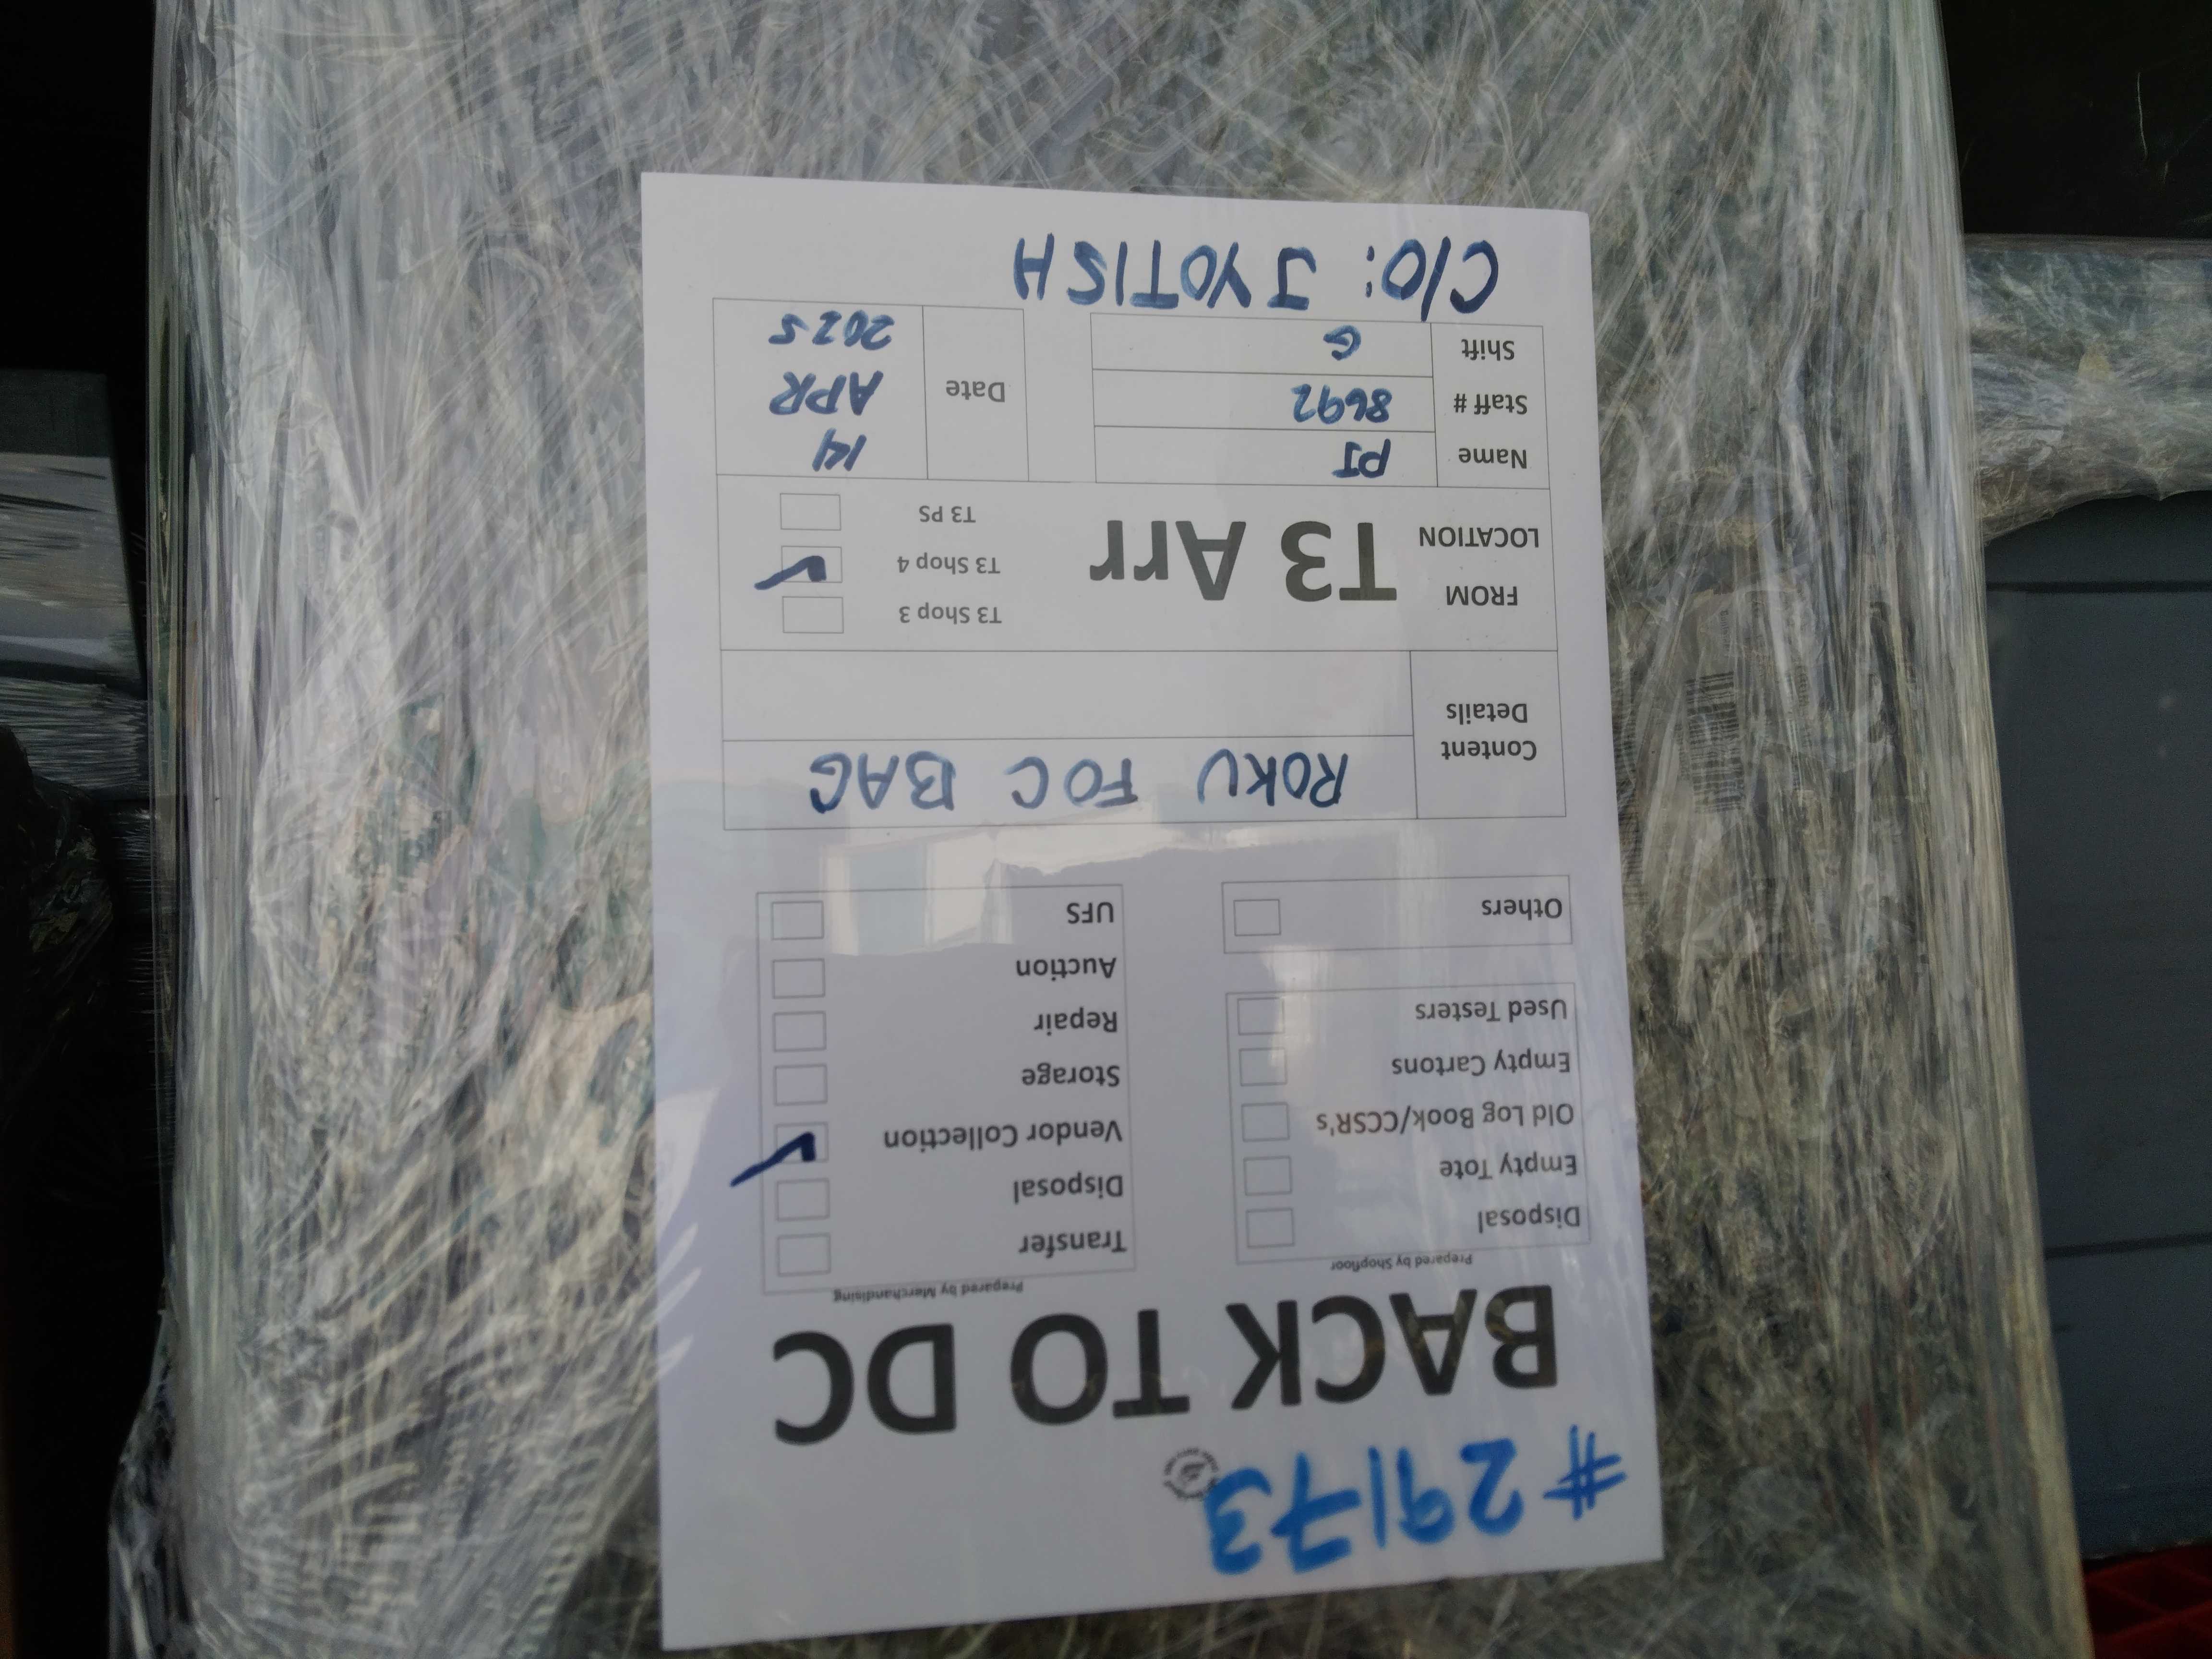 #29173
BACK TO DC
Prepared by Shopfloor
Prepared by Merchandising
Disposal
Empty Tote
Old Log Book/CCSR's
Empty Cartons
Used Testers
Others
Transfer
Disposal
Vendor Collection
Storage
Repair
Auction
UFS
Content
Details
ROKU FOC BAG
FROM
LOCATION
T3 Arr
T3 Shop 3
T3 Shop 4
T3 PS
Name PJ
Staff # 8692
Shift G
Date
14
APR
2025
C/O: JYOTISH